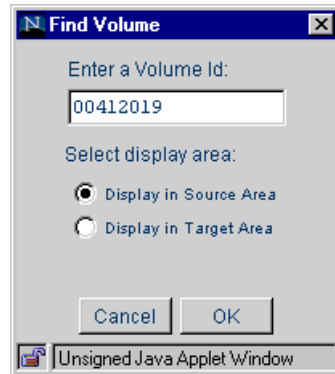 Find Volume
Enter a Volume Id:
00412019
Select display area:
Display in Source Area
Display in Target Area
Cancel OK
Unsigned Java Applet Window